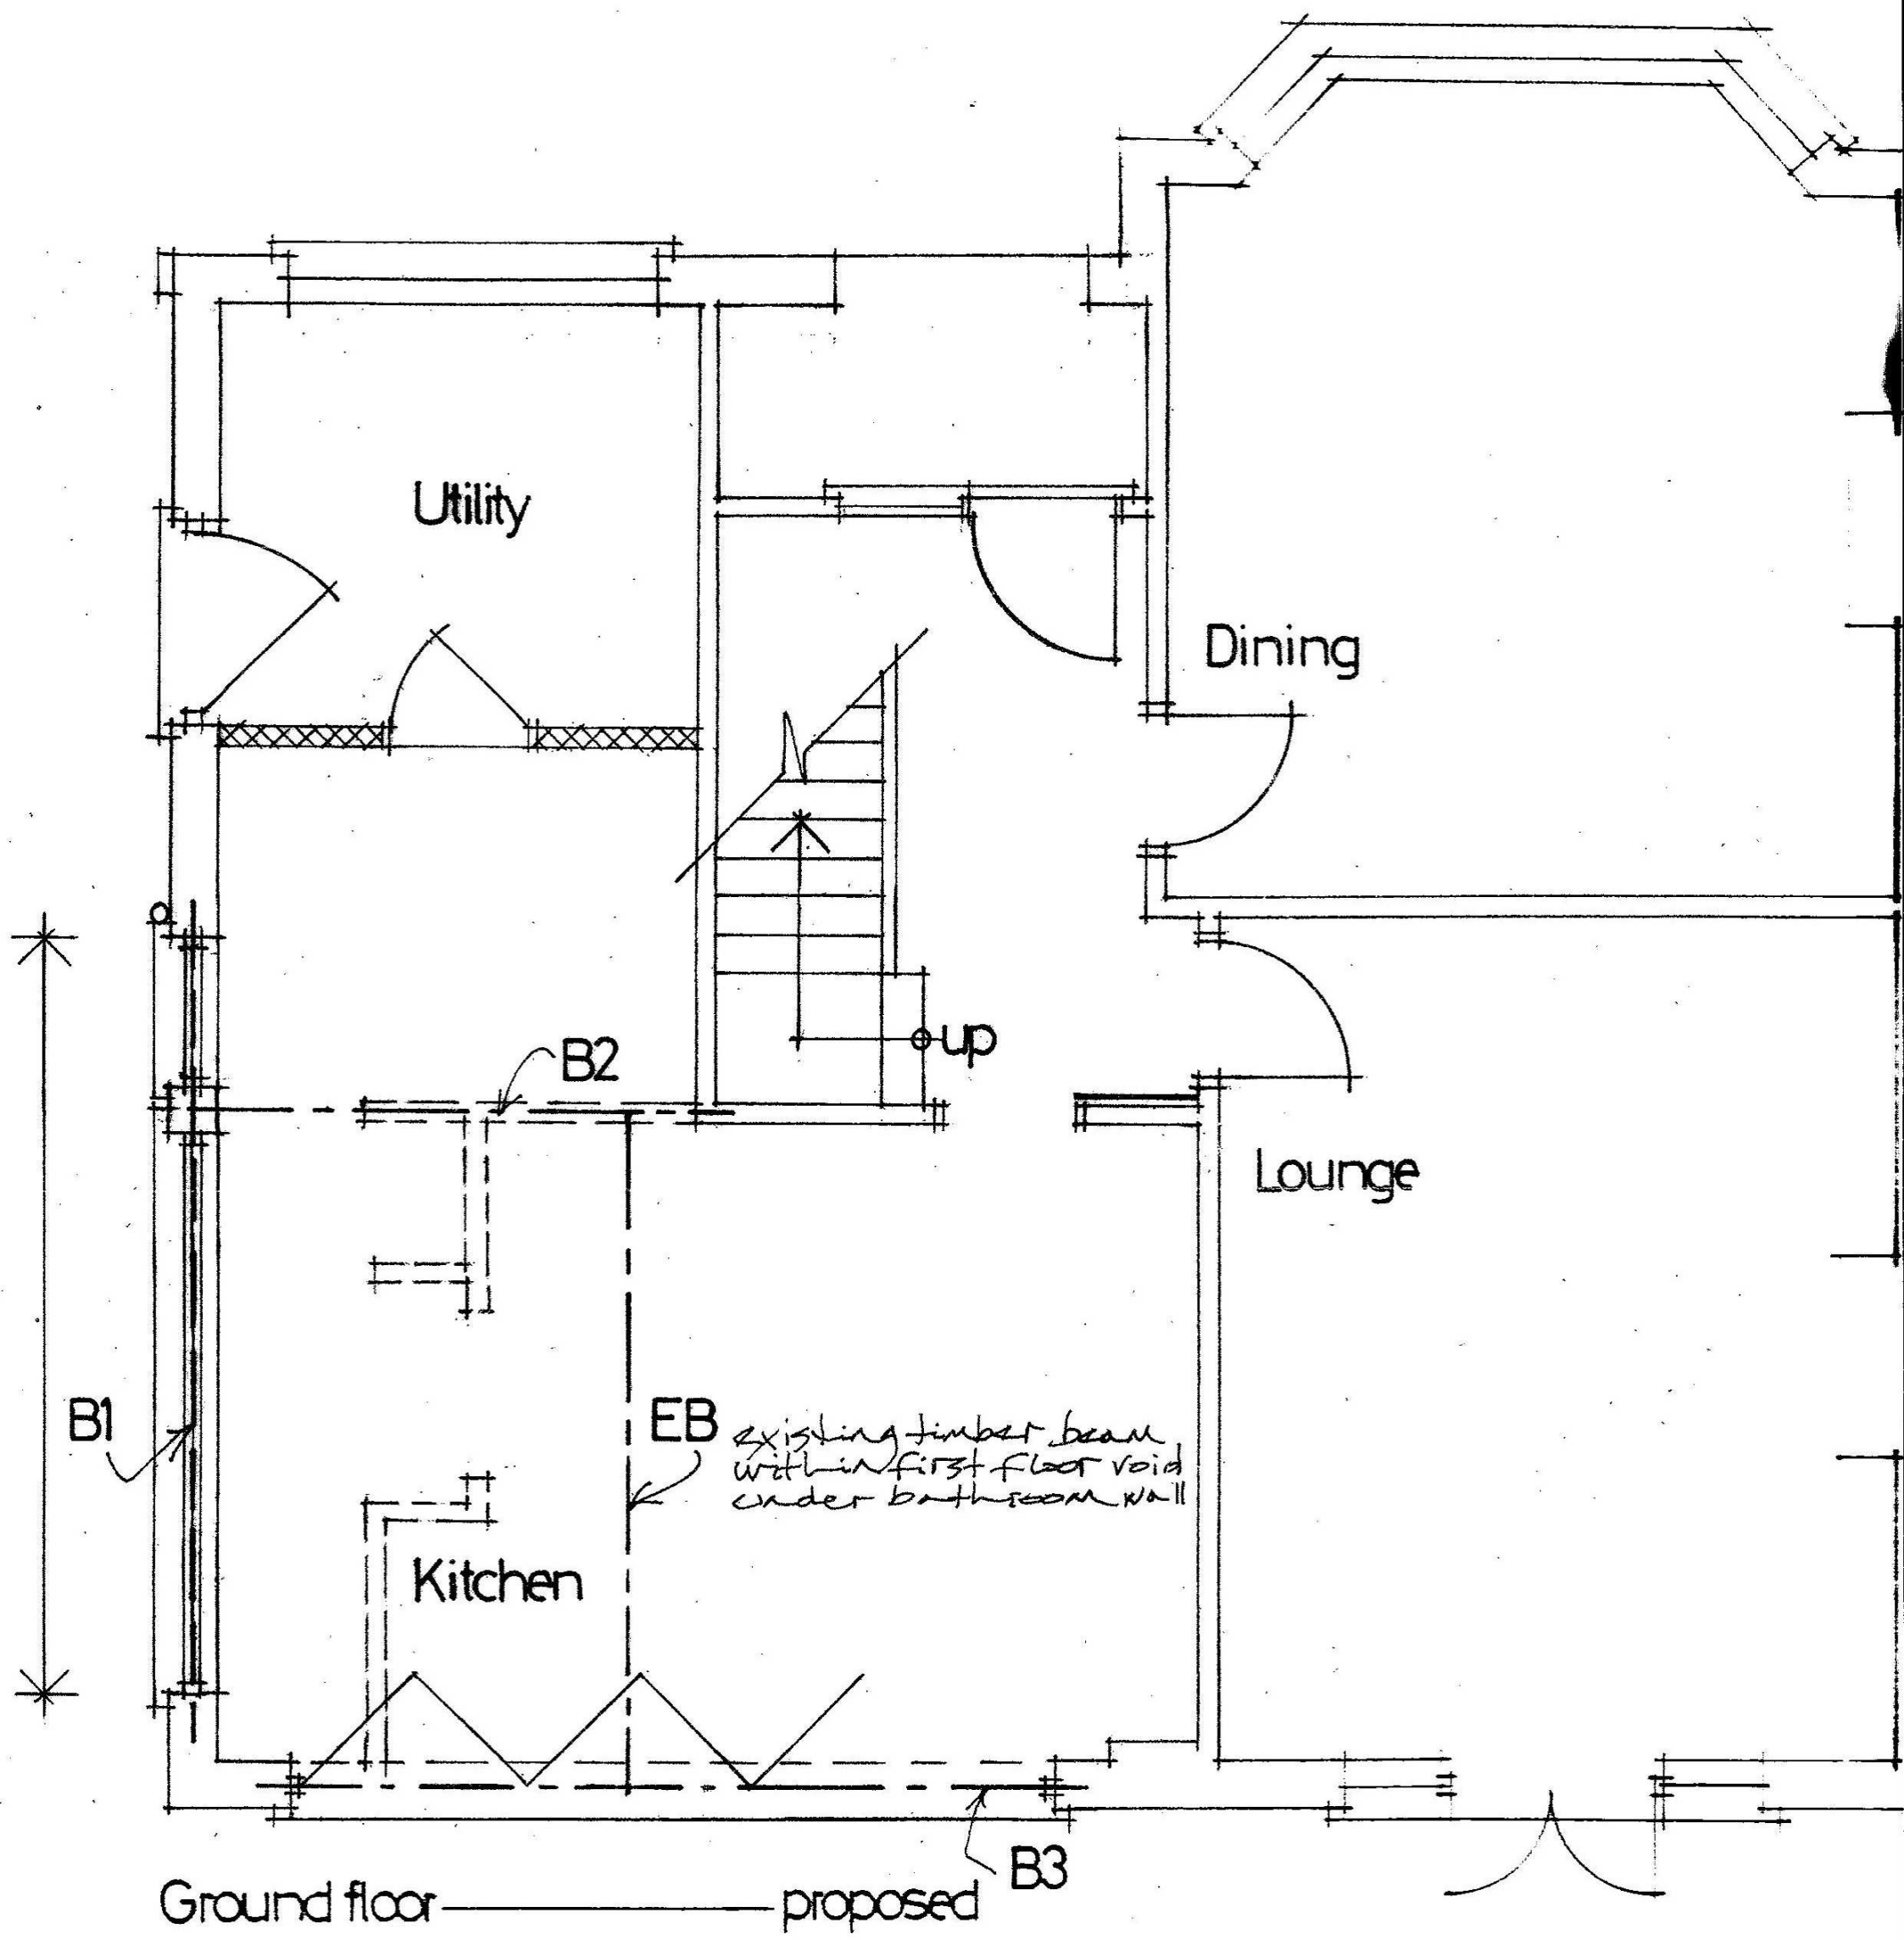 Utility
Dining
B2
up
Lounge
B1
EB
existing timber beam
within first floor void
under bathroom wall
Kitchen
B3
Ground floor proposed